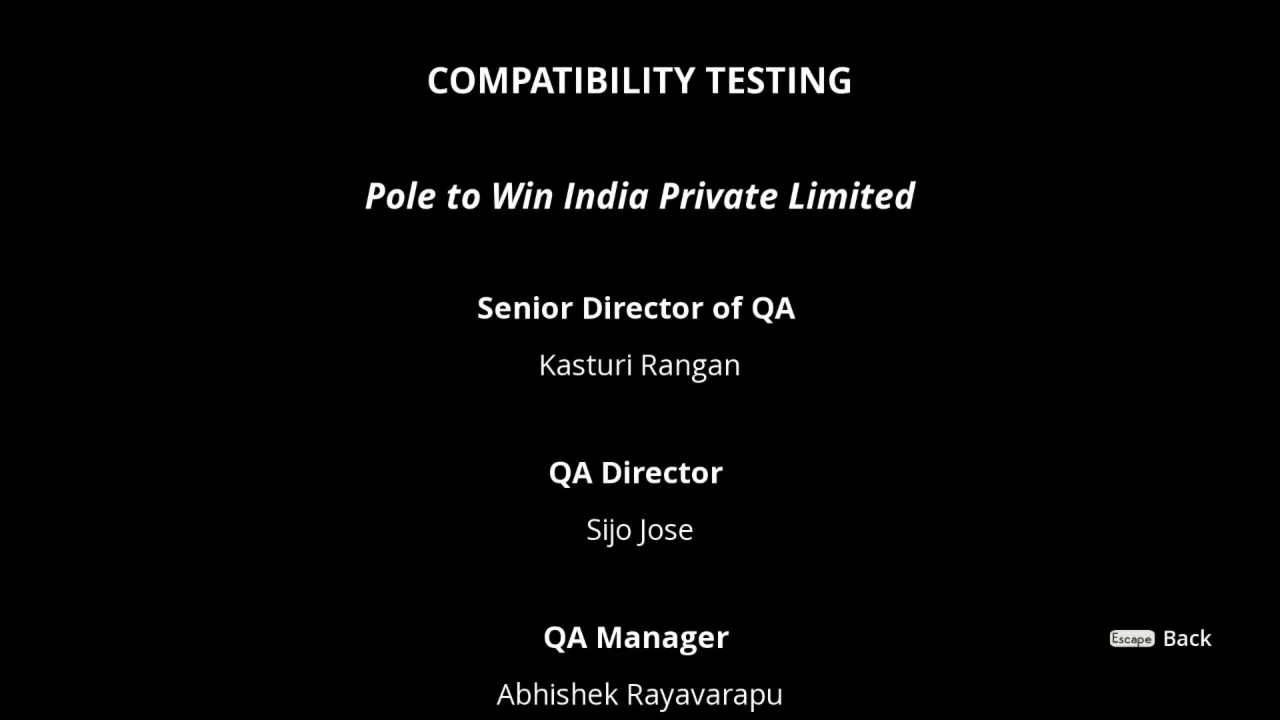 COMPATIBILITY TESTING
Pole to Win India Private Limited
Senior Director of QA
Kasturi Rangan
QA Director
Sijo Jose
QA Manager
Escape Back
Abhishek Rayavarapu